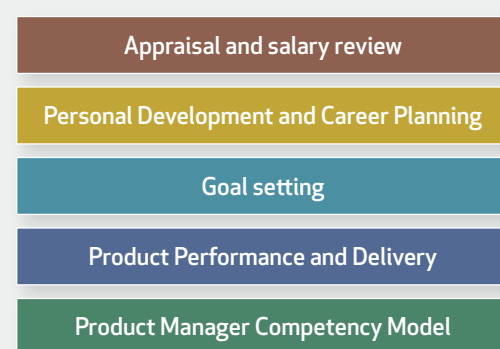 Appraisal and salary review
Personal Development and Career Planning
Goal setting
Product Performance and Delivery
Product Manager Competency Model